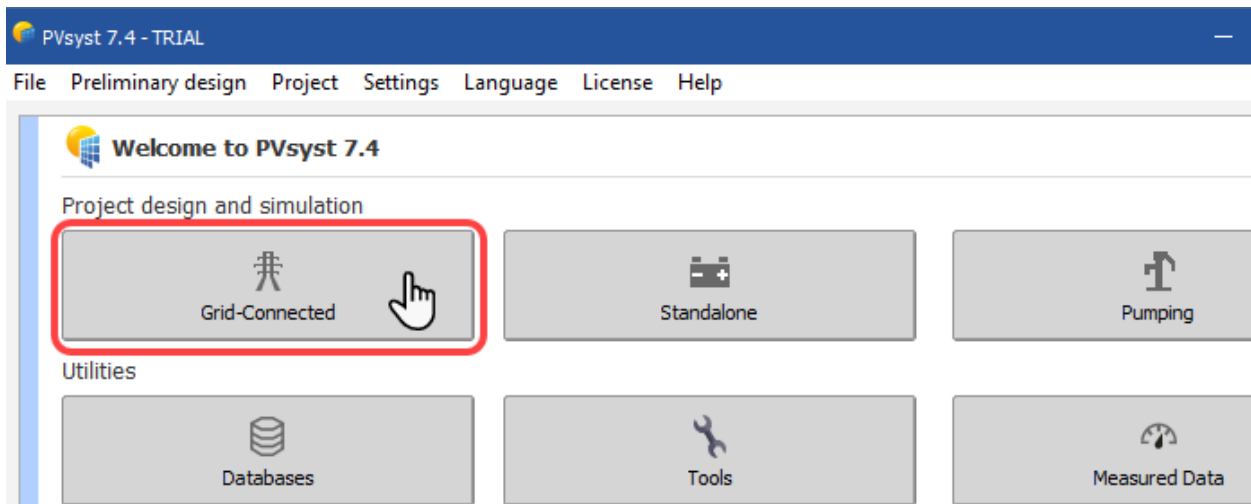 PVsyst 7.4 - TRIAL
File Preliminary design Project Settings Language License Help
Welcome to PVsyst 7.4
Project design and simulation
Grid-Connected Standalone Pumping
Utilities
Databases Tools Measured Data